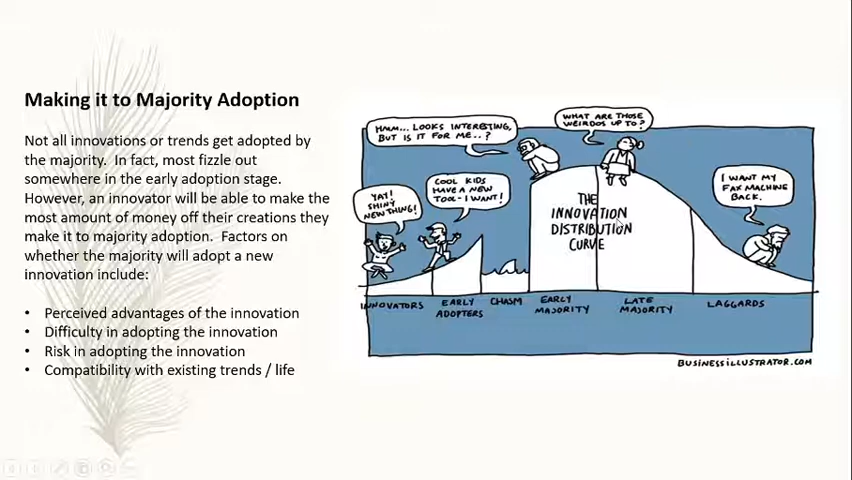 Making it to Majority Adoption
Not all innovations or trends get adopted by
the majority. In fact, most fizzle out
somewhere in the early adoption stage.
However, an innovator will be able to make the
most amount of money off their creations they
make it to majority adoption. Factors on
whether the majority will adopt a new
innovation include:
• Perceived advantages of the innovation
• Difficulty in adopting the innovation
• Risk in adopting the innovation
• Compatibility with existing trends / life
HMM... LOOKS INTERESTING,
BUT IS IT FOR ME..?
WHAT ARE THOSE
WEIRDOS UP TO?
YAY!
SHINY
NEW THING!
COOL KIDS
HAVE A NEW
TOOL - I WANT!
I WANT MY
FAX MACHINE
BACK.
THE
INNOVATION
DISTRIBUTION
CURVE
INNOVATORS
EARLY
ADOPTERS
CHASM
EARLY
MAJORITY
LATE
MAJORITY
LAGGARDS
BUSINESSILLUSTRATOR.COM